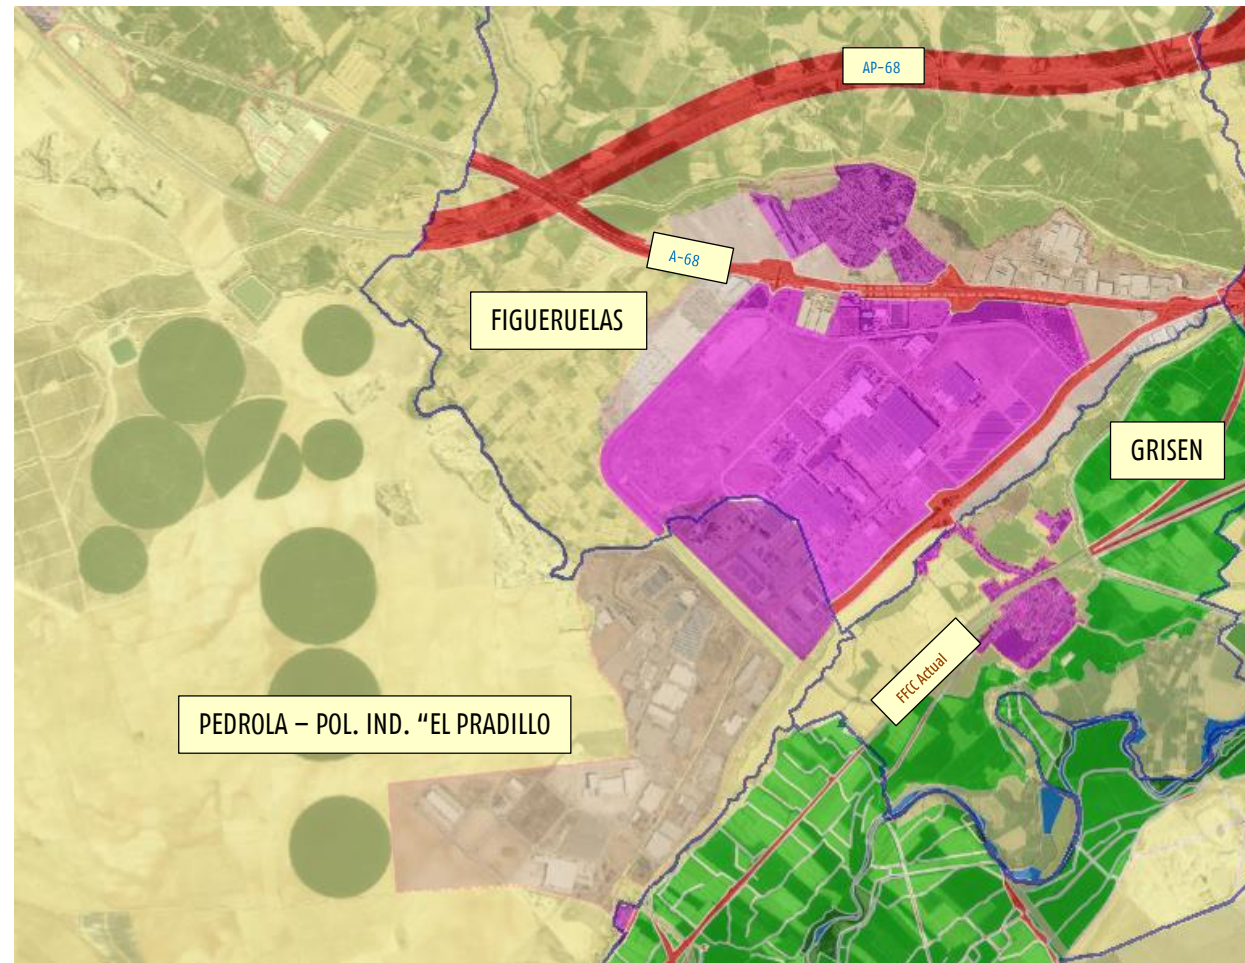 AP-68
A-68
FIGUERUELAS
GRISEN
FFCC Actual
PEDROLA – POL. IND. “EL PRADILLO